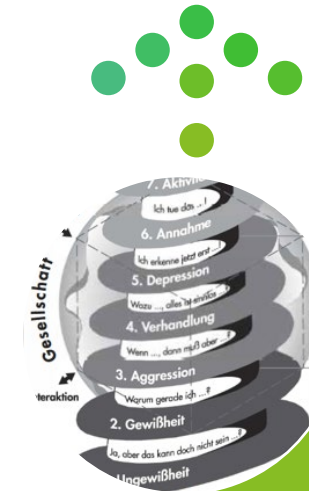 7. Aktivit
Ich tue das ... !
6. Annahme
Ich erkenne jetzt erst ... !
5. Depression
Wozu ..., alles ist sinnlos
4. Verhandlung
Wenn ..., dann muß aber ... ?
3. Aggression
Warum gerade ich ... ?
2. Gewißheit
Ja, aber das kann doch nicht sein ... ?
Ungewißheit
Gesellschaft
teraktion